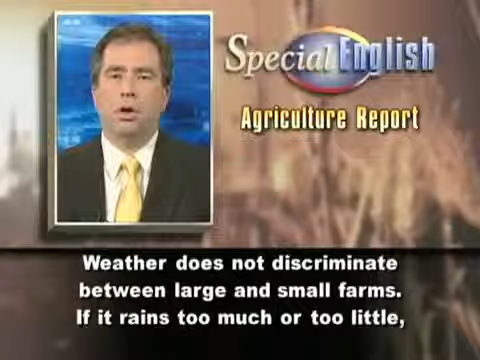 Special English
Agriculture Report
Weather does not discriminate
between large and small farms.
If it rains too much or too little,